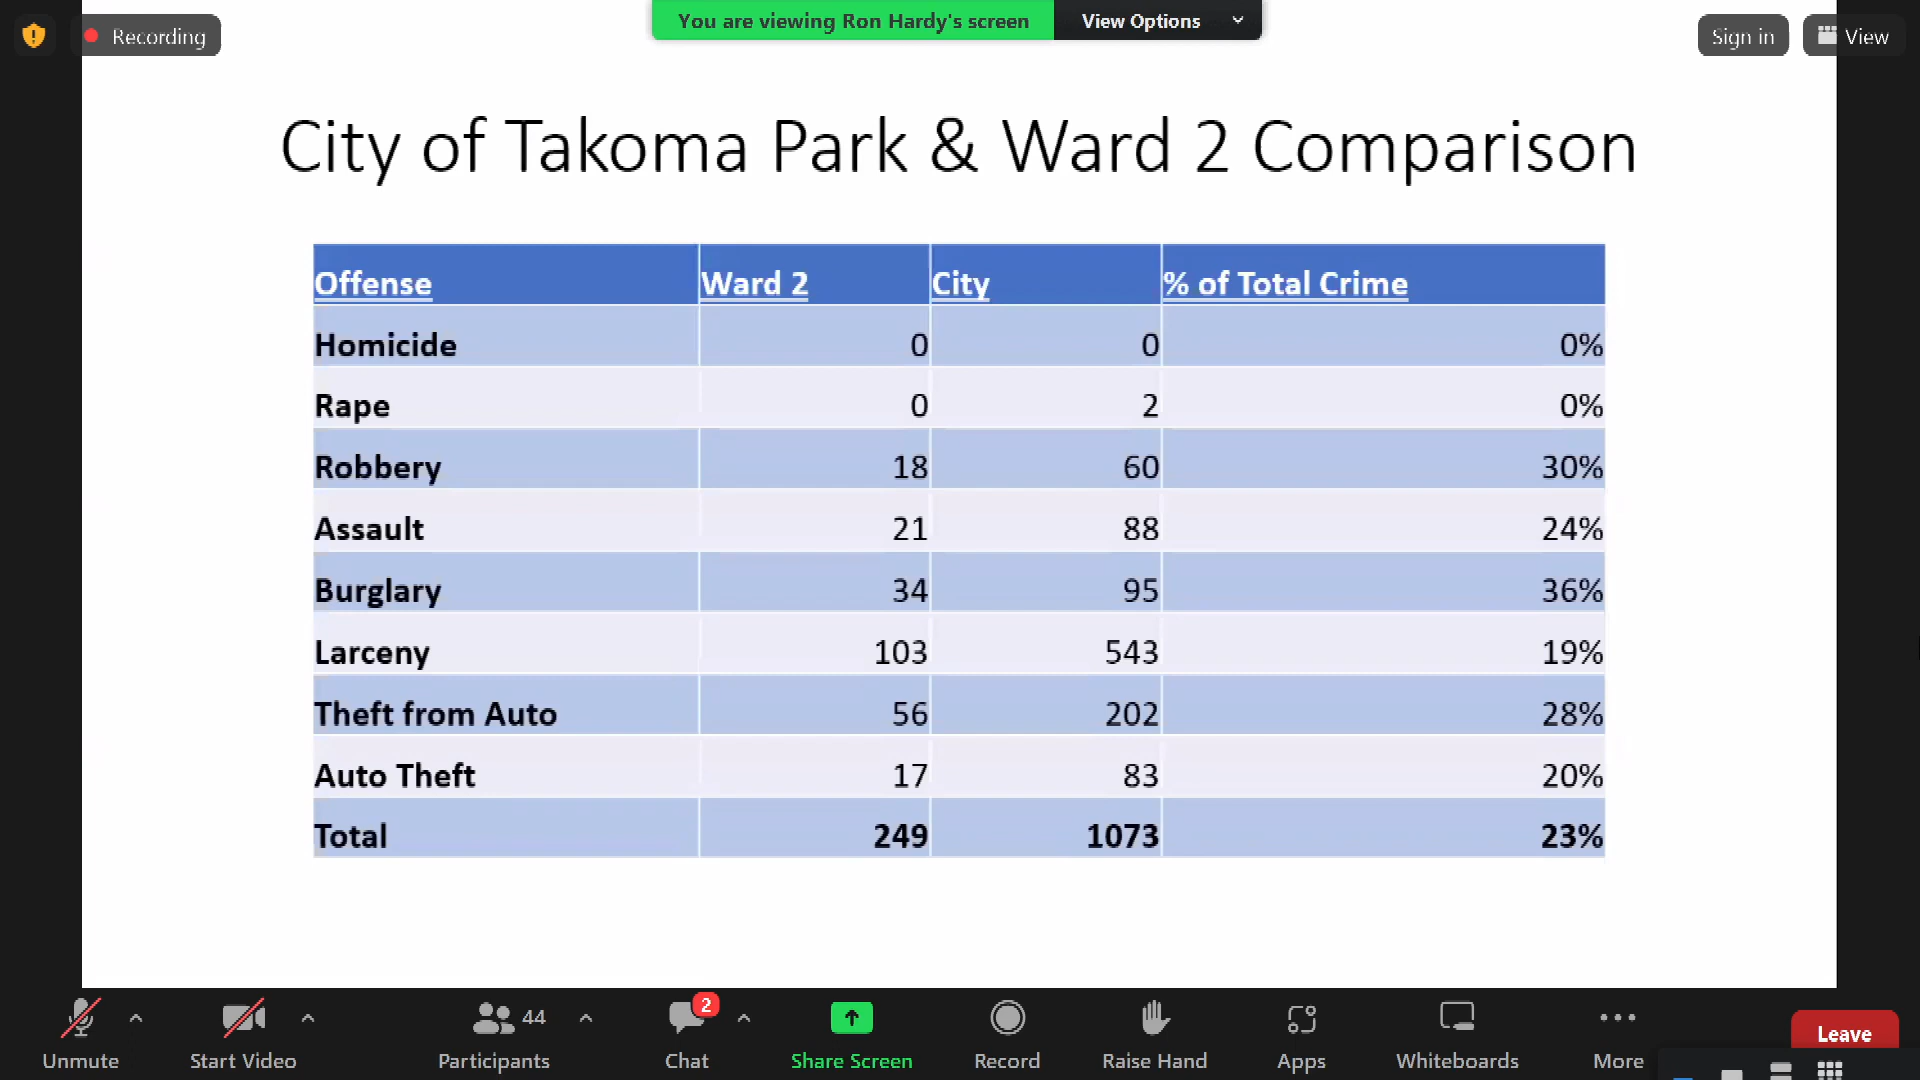 Recording
You are viewing Ron Hardy's screen
View Options
Sign in
View
City of Takoma Park & Ward 2 Comparison
Offense Ward 2 City % of Total Crime
Homicide 0 0 0%
Rape 0 2 0%
Robbery 18 60 30%
Assault 21 88 24%
Burglary 34 95 36%
Larceny 103 543 19%
Theft from Auto 56 202 28%
Auto Theft 17 83 20%
Total 249 1073 23%
44
2
Unmute
Start Video
Participants
Chat
Share Screen
Record
Raise Hand
Apps
Whiteboards
More
Leave